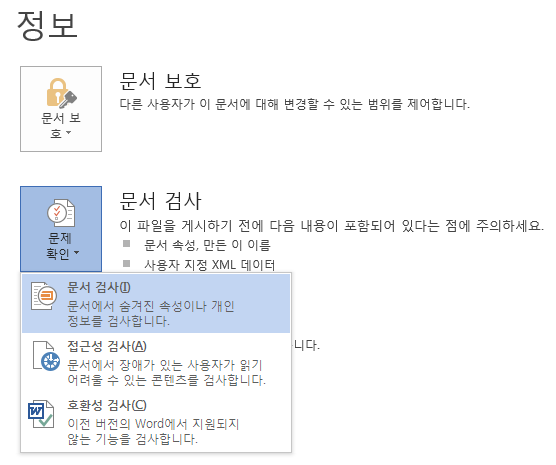 정보
문서 보
호
문서 보호
다른 사용자가 이 문서에 대해 변경할 수 있는 범위를 제어합니다.
문제
확인
문서 검사
이 파일을 게시하기 전에 다음 내용이 포함되어 있다는 점에 주의하세요.
문서 속성, 만든 이 이름
사용자 지정 XML 데이터
문서 검사(I)
문서에서 숨겨진 속성이나 개인
정보를 검사합니다.
접근성 검사(A)
문서에서 장애가 있는 사용자가 읽기
어려울 수 있는 콘텐츠를 검사합니다.
호환성 검사(C)
이전 버전의 Word에서 지원되지
않는 기능을 검사합니다.
니다.